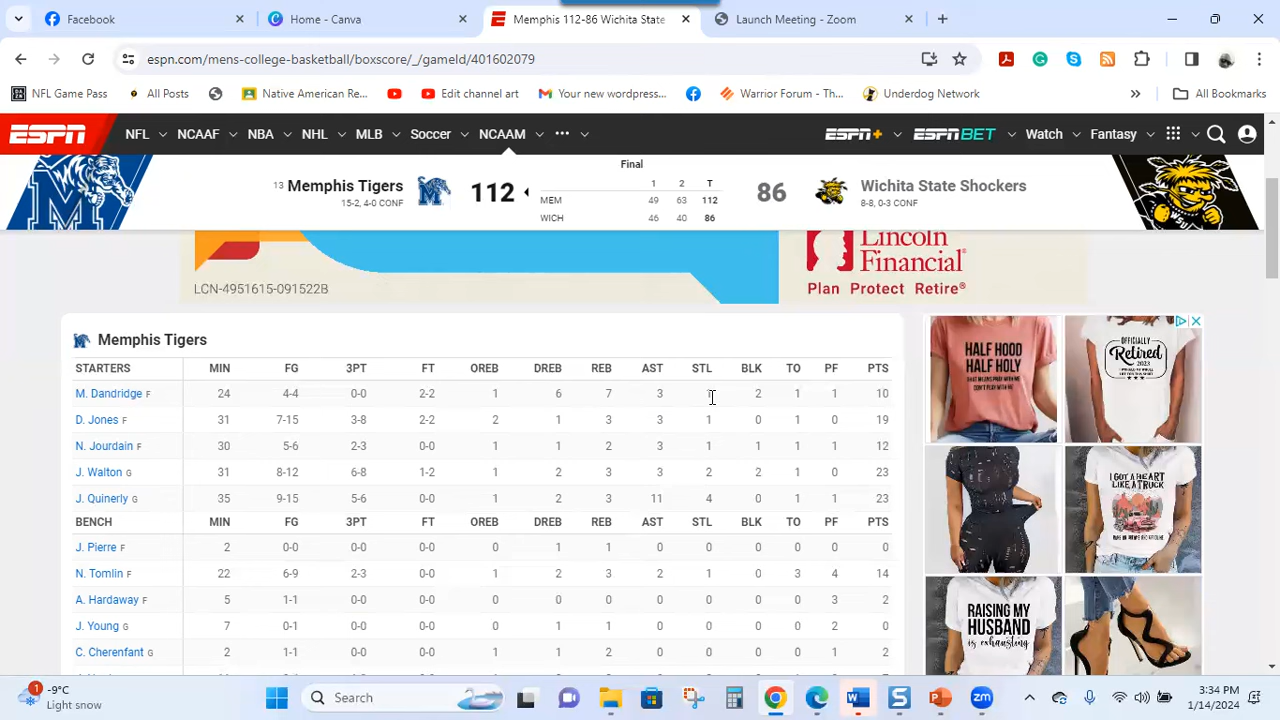 Facebook Home - Canva Memphis 112-86 Wichita State Launch Meeting - Zoom
espn.com/mens-college-basketball/boxscore/_/gameId/401602079
NFL Game Pass All Posts Native American Re... Edit channel art Your new wordpress... Warrior Forum - Th... Underdog Network » All Bookmarks
ESPN NFL NCAAF NBA NHL MLB Soccer NCAAM ESPN+ ESPN BET Watch Fantasy
Final
13 Memphis Tigers 112 1 2 T 86 Wichita State Shockers
15-2, 4-0 CONF MEM 49 63 112 8-8, 0-3 CONF
WICH 46 40 86
Lincoln
Financial®
LCN-4951615-091522B Plan Protect Retire®
Memphis Tigers
STARTERS MIN FG 3PT FT OREB DREB REB AST STL BLK TO PF PTS
M. Dandridge F 24 4-4 0-0 2-2 1 6 7 3 2 1 1 10
D. Jones F 31 7-15 3-8 2-2 2 1 3 3 1 0 1 0 19
N. Jourdain F 30 5-6 2-3 0-0 1 1 2 3 1 1 1 1 12
J. Walton G 31 8-12 6-8 1-2 1 2 3 3 2 2 1 0 23
J. Quinerly G 35 9-15 5-6 0-0 1 2 3 11 4 0 1 1 23
BENCH MIN FG 3PT FT OREB DREB REB AST STL BLK TO PF PTS
J. Pierre F 2 0-0 0-0 0-0 0 1 1 0 0 0 0 0 0
N. Tomlin F 22 6-9 2-3 0-0 1 2 3 2 1 0 3 4 14
A. Hardaway F 5 1-1 0-0 0-0 0 0 0 0 0 0 0 3 2
J. Young G 7 0-1 0-0 0-0 0 1 1 0 0 0 0 2 0
C. Cherenfant G 2 1-1 0-0 0-0 1 1 2 0 0 0 0 1 2
HALF HOOD
HALF HOLY
OFFICIALLY
Retired
2023
I GOT A HEART
LIKE A TRUCK
RAISING MY
HUSBAND
is exhausting
1 -9°C
Light snow
Search
3:34 PM
1/14/2024